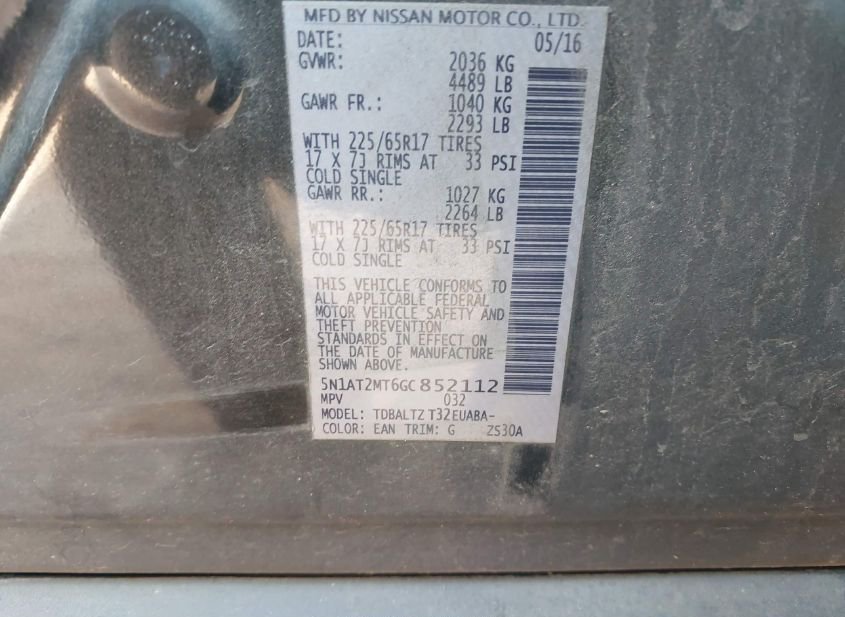 MFD BY NISSAN MOTOR CO., LTD.
DATE: 05/16
GVWR: 2036 KG
4489 LB
GAWR FR.: 1040 KG
2293 LB
WITH 225/65R17 TIRES
17 X 7J RIMS AT 33 PSI
COLD SINGLE
GAWR RR.: 1027 KG
2264 LB
WITH 225/65R17 TIRES
17 X 7J RIMS AT 33 PSI
COLD SINGLE
THIS VEHICLE CONFORMS TO
ALL APPLICABLE FEDERAL
MOTOR VEHICLE SAFETY AND
THEFT PREVENTION
STANDARDS IN EFFECT ON
THE DATE OF MANUFACTURE
SHOWN ABOVE.
5N1AT2MT6GC852112
MPV 032
MODEL: TDBALTZ T32EUABA-
COLOR: EAN TRIM: G ZS30A